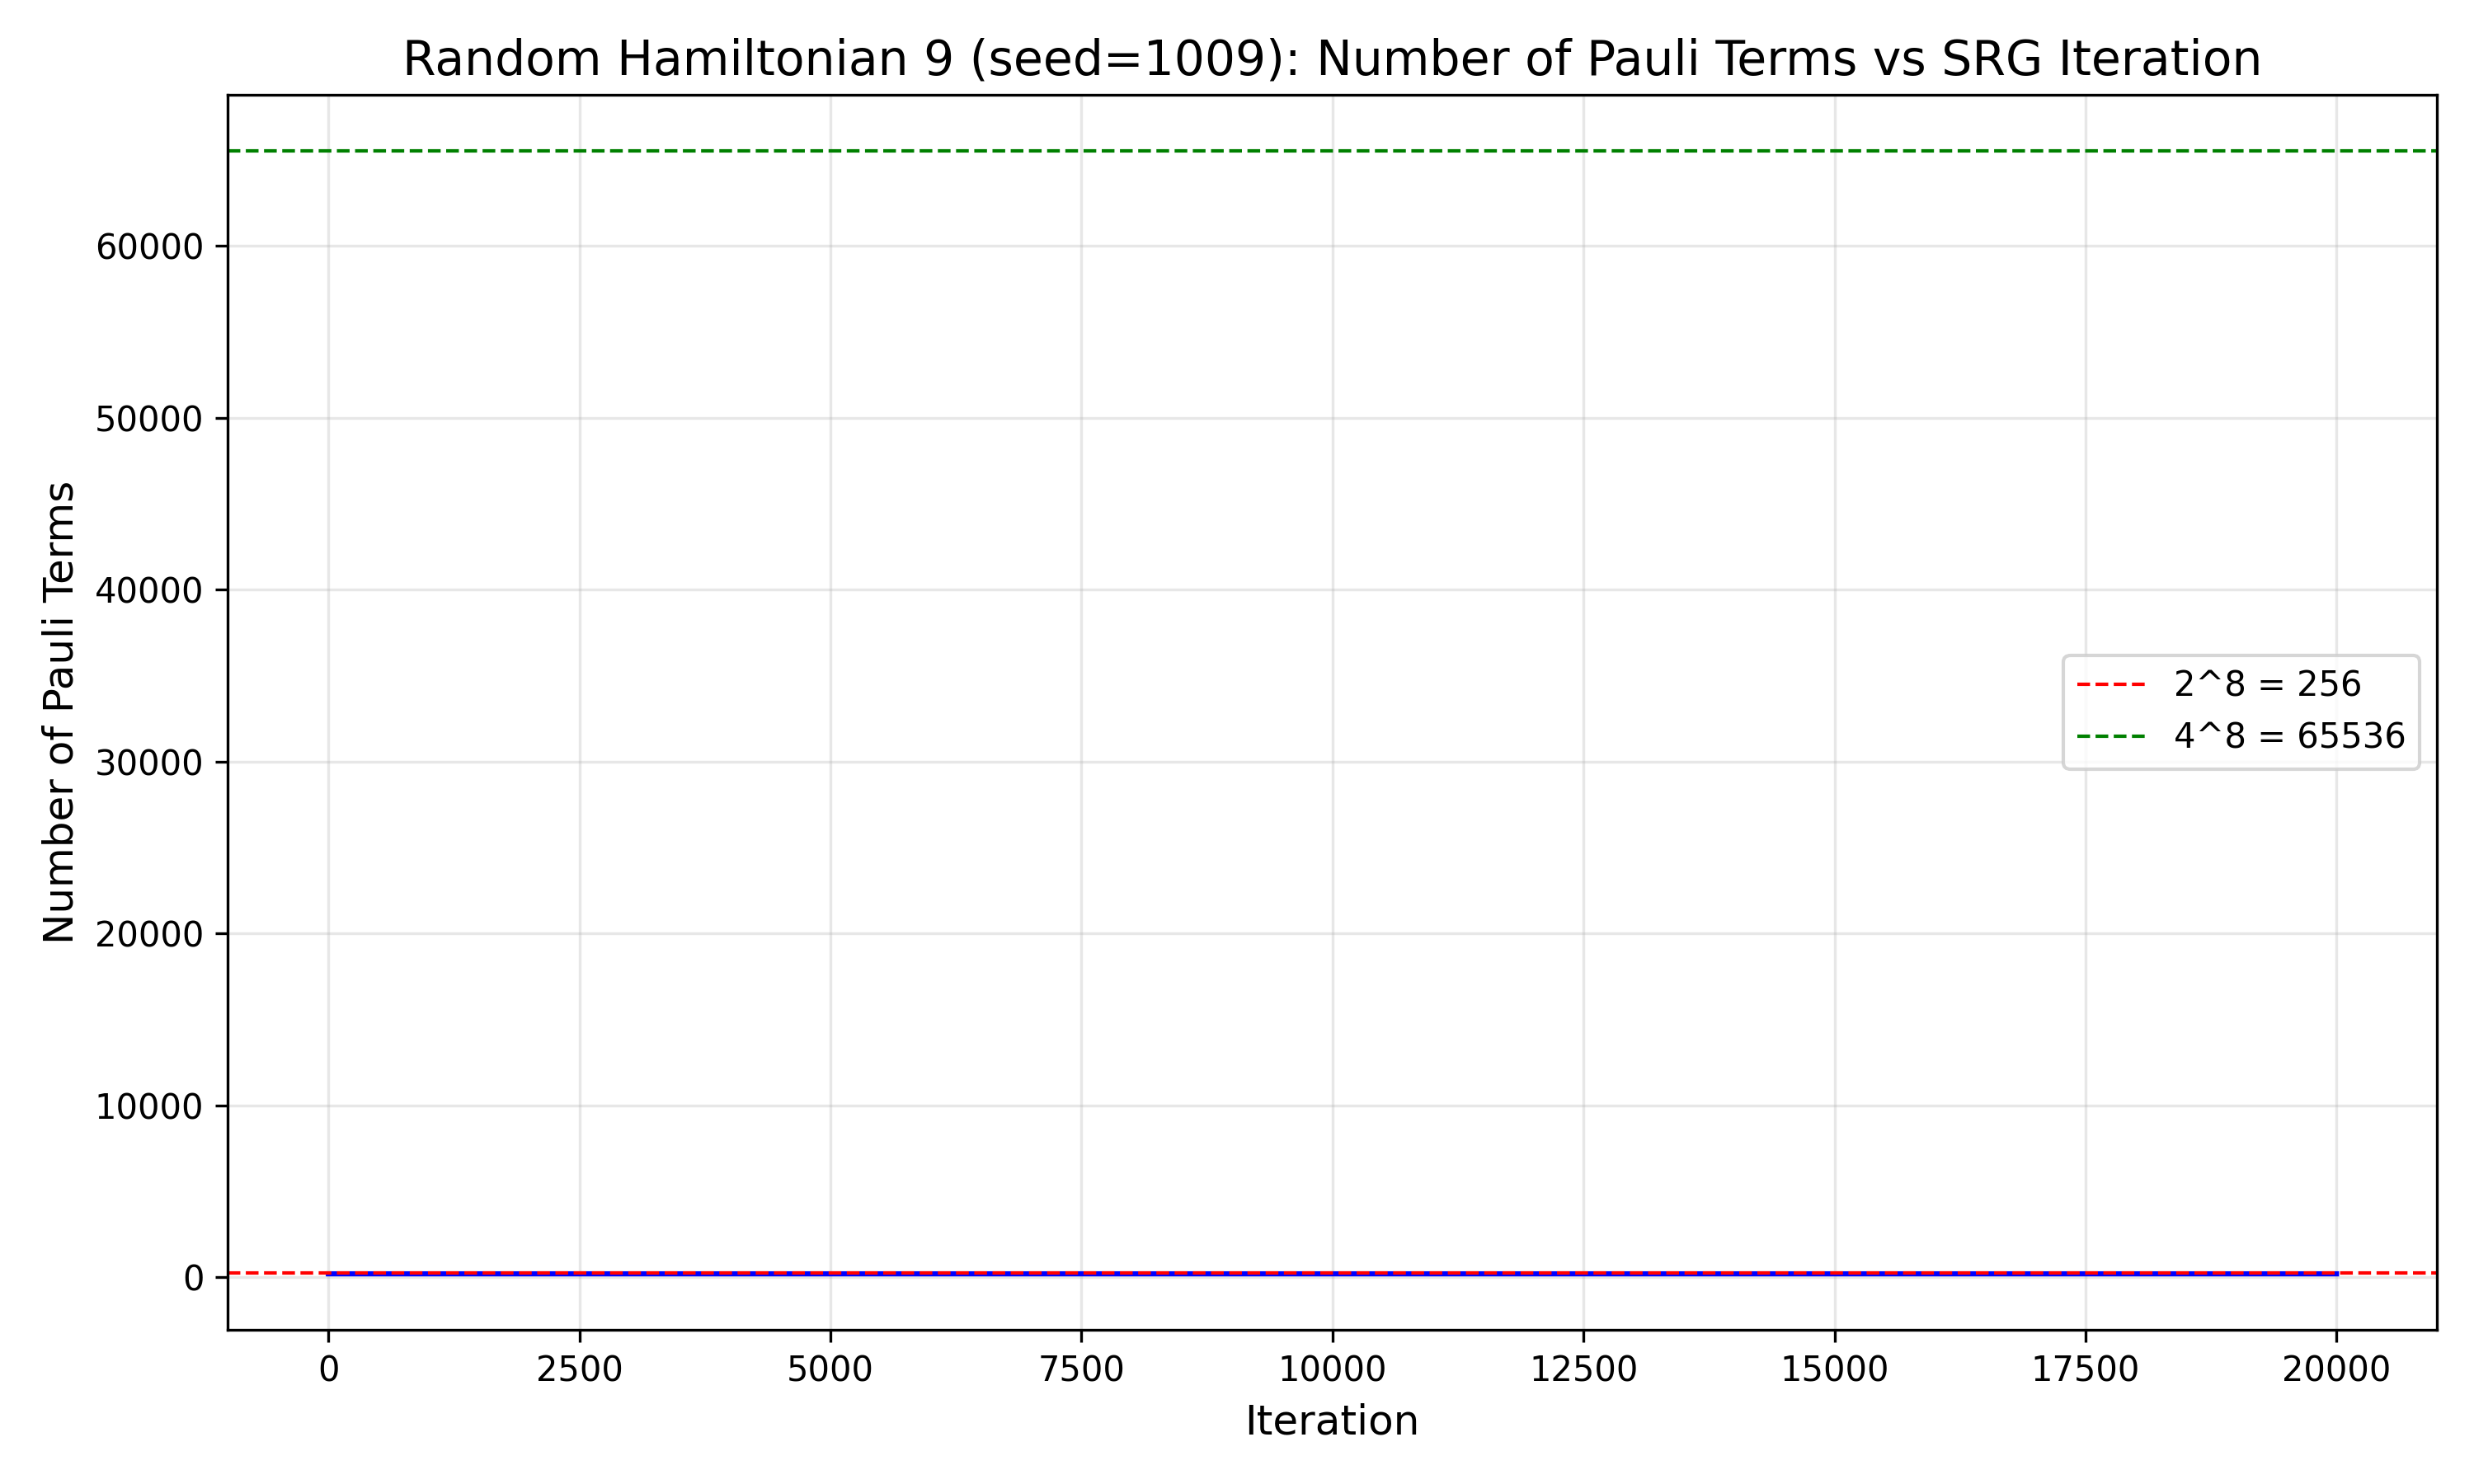 Random Hamiltonian 9 (seed=1009): Number of Pauli Terms vs SRG Iteration
Number of Pauli Terms
60000
50000
40000
30000
20000
10000
0
2^8 = 256
4^8 = 65536
0 2500 5000 7500 10000 12500 15000 17500 20000
Iteration